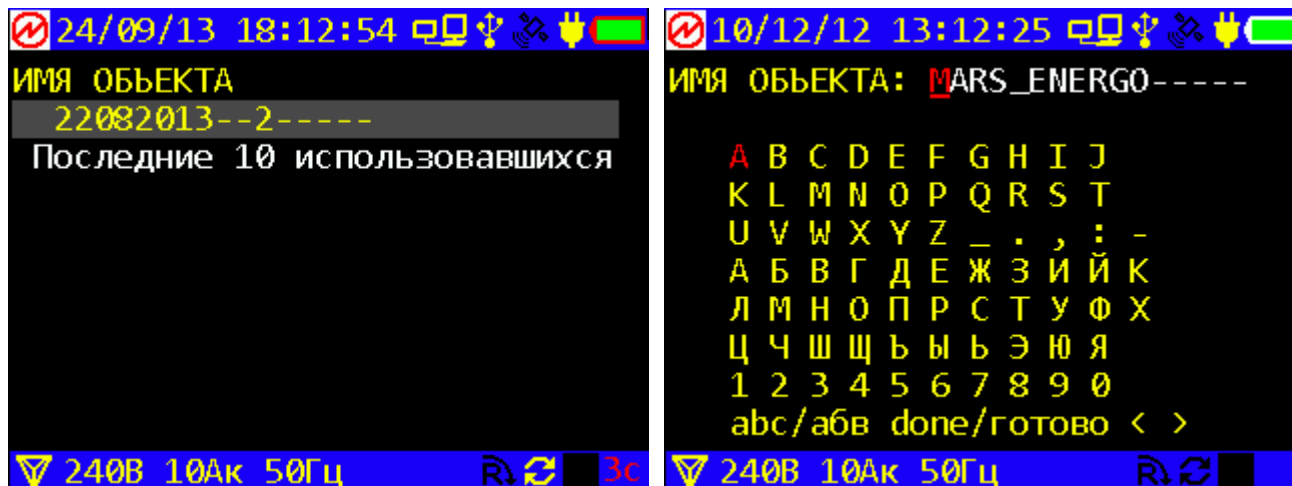 24/09/13 18:12:54
ИМЯ ОБЬЕКТА
22082013--2-----
Последние 10 использовавшихся
240В 10Ак 50Гц R 3с
10/12/12 13:12:25
ИМЯ ОБЬЕКТА: MARS_ENERGO-----
A B C D E F G H I J
K L M N O P Q R S T
U V W X Y Z _ . , : -
А Б В Г Д Е Ж З И Й К
Л М Н О П Р С Т У Ф Х
Ц Ч Ш Щ Ъ Ы Ь Э Ю Я
1 2 3 4 5 6 7 8 9 0
abc/абв done/готово < >
240В 10Ак 50Гц R